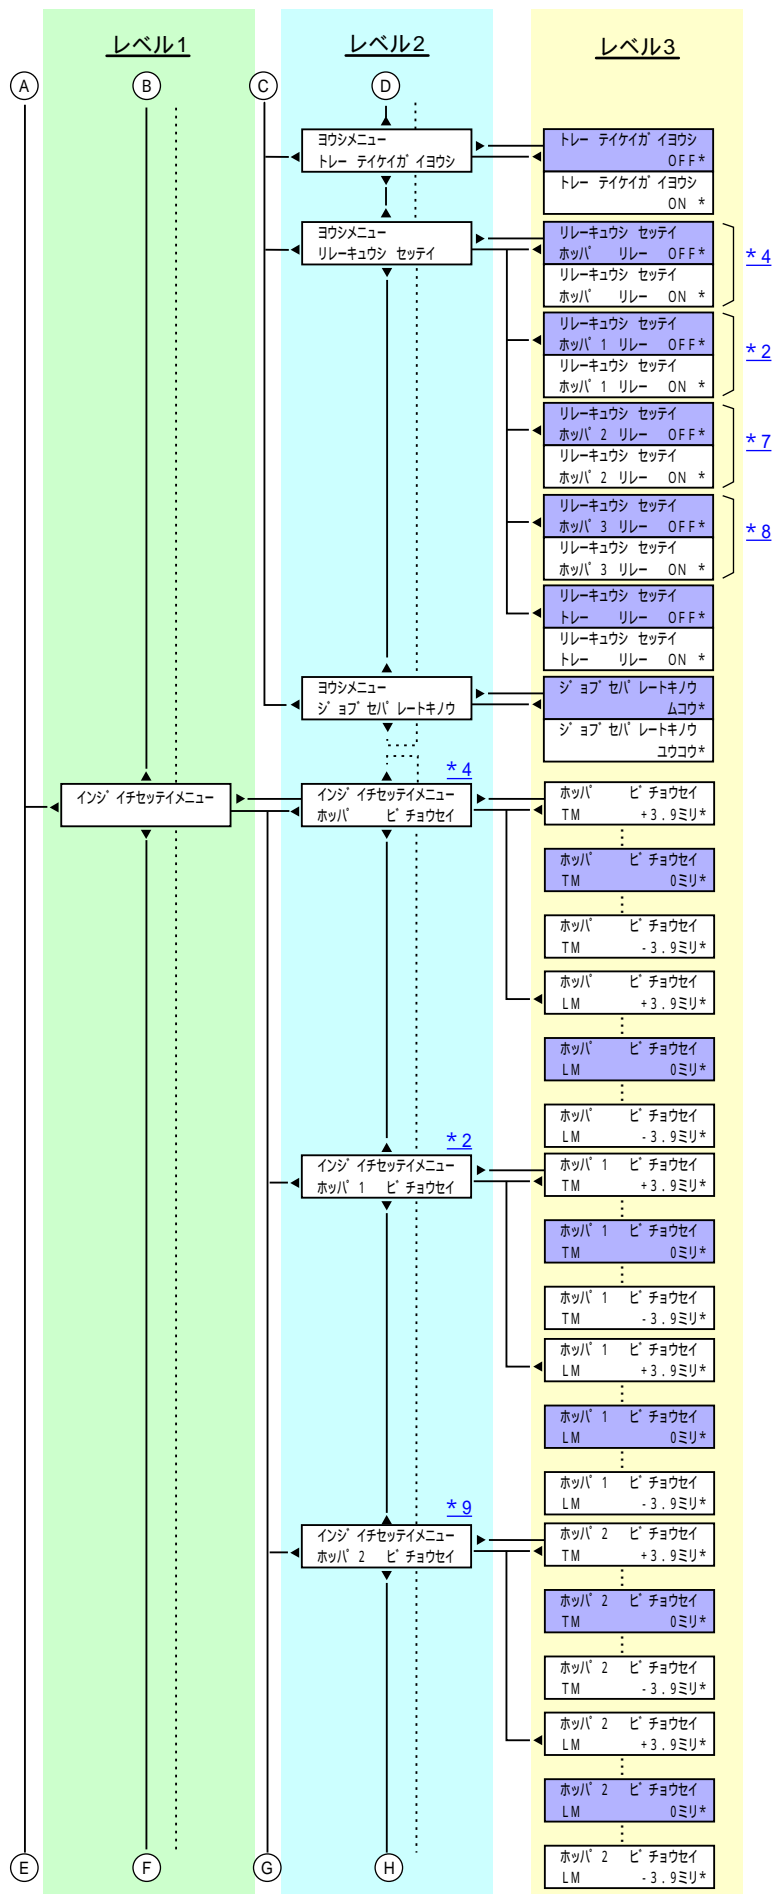 レベル1
レベル2
レベル3
A
B
C
D
ヨウシメニュー
トレー テイケイガイヨウシ
トレー テイケイガイヨウシ
OFF*
トレー テイケイガイヨウシ
ON *
ヨウシメニュー
リレーキュウシ セッテイ
リレーキュウシ セッテイ
ホッパ リレー OFF*
リレーキュウシ セッテイ
ホッパ リレー ON *
*4
リレーキュウシ セッテイ
ホッパ1 リレー OFF*
リレーキュウシ セッテイ
ホッパ1 リレー ON *
*2
リレーキュウシ セッテイ
ホッパ2 リレー OFF*
リレーキュウシ セッテイ
ホッパ2 リレー ON *
*7
リレーキュウシ セッテイ
ホッパ3 リレー OFF*
リレーキュウシ セッテイ
ホッパ3 リレー ON *
*8
リレーキュウシ セッテイ
トレー リレー OFF*
リレーキュウシ セッテイ
トレー リレー ON *
ヨウシメニュー
ジョブセパレートキノウ
ジョブセパレートキノウ
ムコウ*
ジョブセパレートキノウ
ユウコウ*
インジイチセッテイメニュー
*4
インジイチセッテイメニュー
ホッパ ビチョウセイ
ホッパ ビチョウセイ
TM +3.9ミリ*
ホッパ ビチョウセイ
TM 0ミリ*
ホッパ ビチョウセイ
TM -3.9ミリ*
ホッパ ビチョウセイ
LM +3.9ミリ*
ホッパ ビチョウセイ
LM 0ミリ*
ホッパ ビチョウセイ
LM -3.9ミリ*
*2
インジイチセッテイメニュー
ホッパ1 ビチョウセイ
ホッパ1 ビチョウセイ
TM +3.9ミリ*
ホッパ1 ビチョウセイ
TM 0ミリ*
ホッパ1 ビチョウセイ
TM -3.9ミリ*
ホッパ1 ビチョウセイ
LM +3.9ミリ*
ホッパ1 ビチョウセイ
LM 0ミリ*
ホッパ1 ビチョウセイ
LM -3.9ミリ*
*9
インジイチセッテイメニュー
ホッパ2 ビチョウセイ
ホッパ2 ビチョウセイ
TM +3.9ミリ*
ホッパ2 ビチョウセイ
TM 0ミリ*
ホッパ2 ビチョウセイ
TM -3.9ミリ*
ホッパ2 ビチョウセイ
LM +3.9ミリ*
ホッパ2 ビチョウセイ
LM 0ミリ*
ホッパ2 ビチョウセイ
LM -3.9ミリ*
E
F
G
H